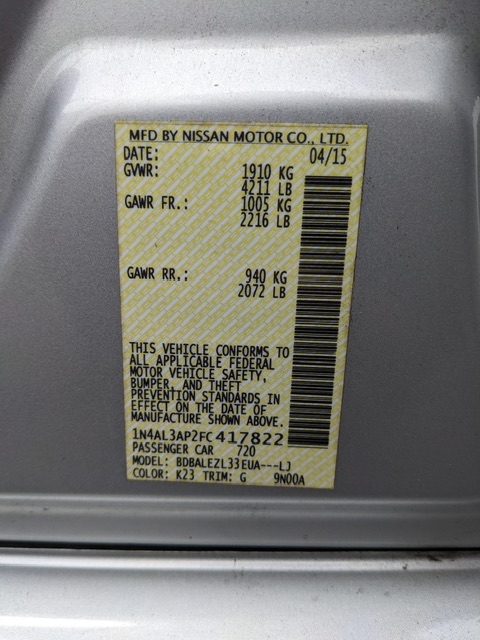 MFD BY NISSAN MOTOR CO., LTD.
DATE: 04/15
GVWR: 1910 KG
4211 LB
GAWR FR.: 1005 KG
2216 LB
GAWR RR.: 940 KG
2072 LB
THIS VEHICLE CONFORMS TO
ALL APPLICABLE FEDERAL
MOTOR VEHICLE SAFETY,
BUMPER, AND THEFT
PREVENTION STANDARDS IN
EFFECT ON THE DATE OF
MANUFACTURE SHOWN ABOVE.
1N4AL3AP2FC417822
PASSENGER CAR 720
MODEL: BDBALEZL33EUA---LJ
COLOR: K23 TRIM: G 9N00A